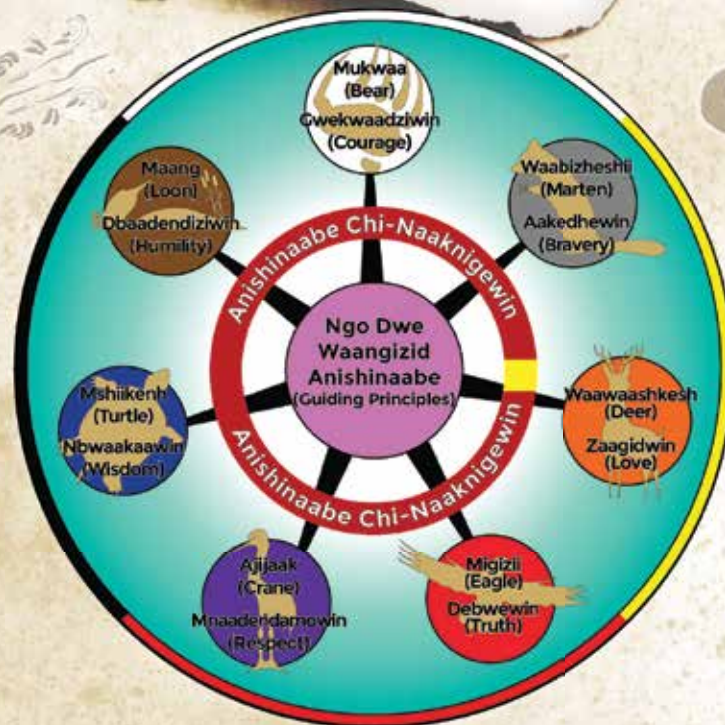 Mukwaa
(Bear)
Gwekwaadziwin
(Courage)
Waabizheshii
(Marten)
Aakedhewin
(Bravery)
Waawaashkesh
(Deer)
Zaagidwin
(Love)
Migizii
(Eagle)
Debwewin
(Truth)
Ajijaak
(Crane)
Mnaadendamowin
(Respect)
Mshiikenh
(Turtle)
Nbwaakaawin
(Wisdom)
Maang
(Loon)
Dbaadendiziwin
(Humility)
Anishinaabe Chi-Naaknigewin
Ngo Dwe
Waangizid
Anishinaabe
(Guiding Principles)
Anishinaabe Chi-Naaknigewin